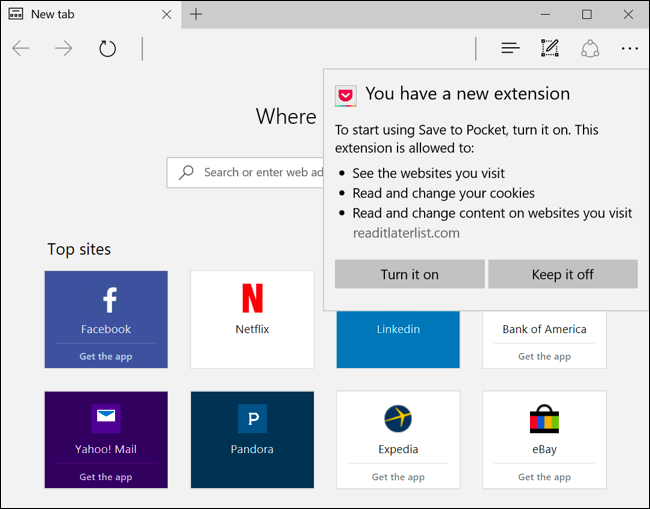 New tab
You have a new extension
To start using Save to Pocket, turn it on. This
extension is allowed to:
• See the websites you visit
• Read and change your cookies
• Read and change content on websites you visit
readitlaterlist.com
Turn it on
Keep it off
Where
Search or enter web ad
Top sites
Facebook
Get the app
Netflix
Linkedin
Bank of America
Get the app
Yahoo! Mail
Get the app
P
Pandora
Expedia
Get the app
eBay
Get the app